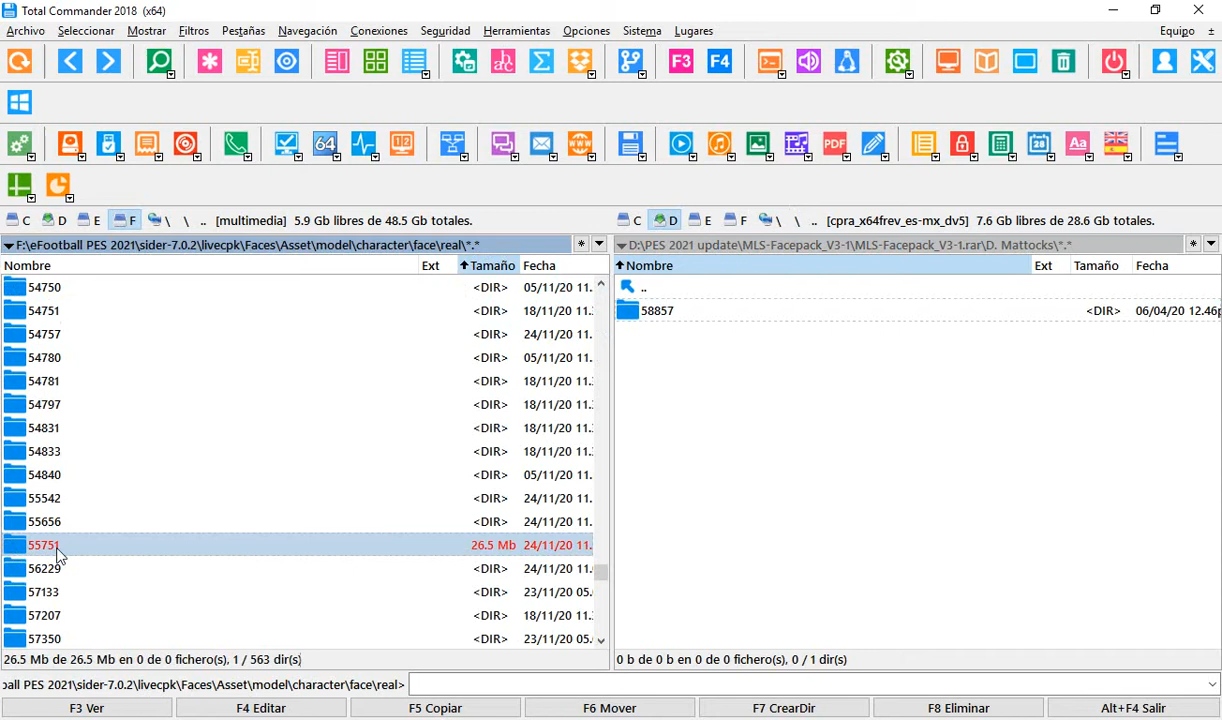 Total Commander 2018 (x64)
Archivo Seleccionar Mostrar Filtros Pestañas Navegación Conexiones Seguridad Herramientas Opciones Sistema Lugares Equipo ±
F3 F4
64 12 WWW PDF 20 Aa
C D E F \ .. [multimedia] 5.9 Gb libres de 48.5 Gb totales. C D E F \ .. [cpra_x64frev_es-mx_dv5] 7.6 Gb libres de 28.6 Gb totales.
F:\eFootball PES 2021\sider-7.0.2\livecpk\Faces\Asset\model\character\face\real\*.* * D:\PES 2021 update\MLS-Facepack_V3-1\MLS-Facepack_V3-1.rar\D. Mattocks\*.* *
Nombre Ext Tamaño Fecha Nombre Ext Tamaño Fecha
54750 <DIR> 05/11/20 11. ..
54751 <DIR> 18/11/20 11. 58857 <DIR> 06/04/20 12.46p
54757 <DIR> 24/11/20 11.
54780 <DIR> 05/11/20 11.
54781 <DIR> 18/11/20 11.
54797 <DIR> 18/11/20 11.
54831 <DIR> 18/11/20 11.
54833 <DIR> 18/11/20 11.
54840 <DIR> 05/11/20 11.
55542 <DIR> 24/11/20 11.
55656 <DIR> 24/11/20 11.
55751 26.5 Mb 24/11/20 11.
56229 <DIR> 24/11/20 11.
57133 <DIR> 23/11/20 05.
57207 <DIR> 18/11/20 11.
57350 <DIR> 23/11/20 05.
26.5 Mb de 26.5 Mb en 0 de 0 fichero(s), 1 / 563 dir(s) 0 b de 0 b en 0 de 0 fichero(s), 0 / 1 dir(s)
ball PES 2021\sider-7.0.2\livecpk\Faces\Asset\model\character\face\real>
F3 Ver F4 Editar F5 Copiar F6 Mover F7 CrearDir F8 Eliminar Alt+F4 Salir